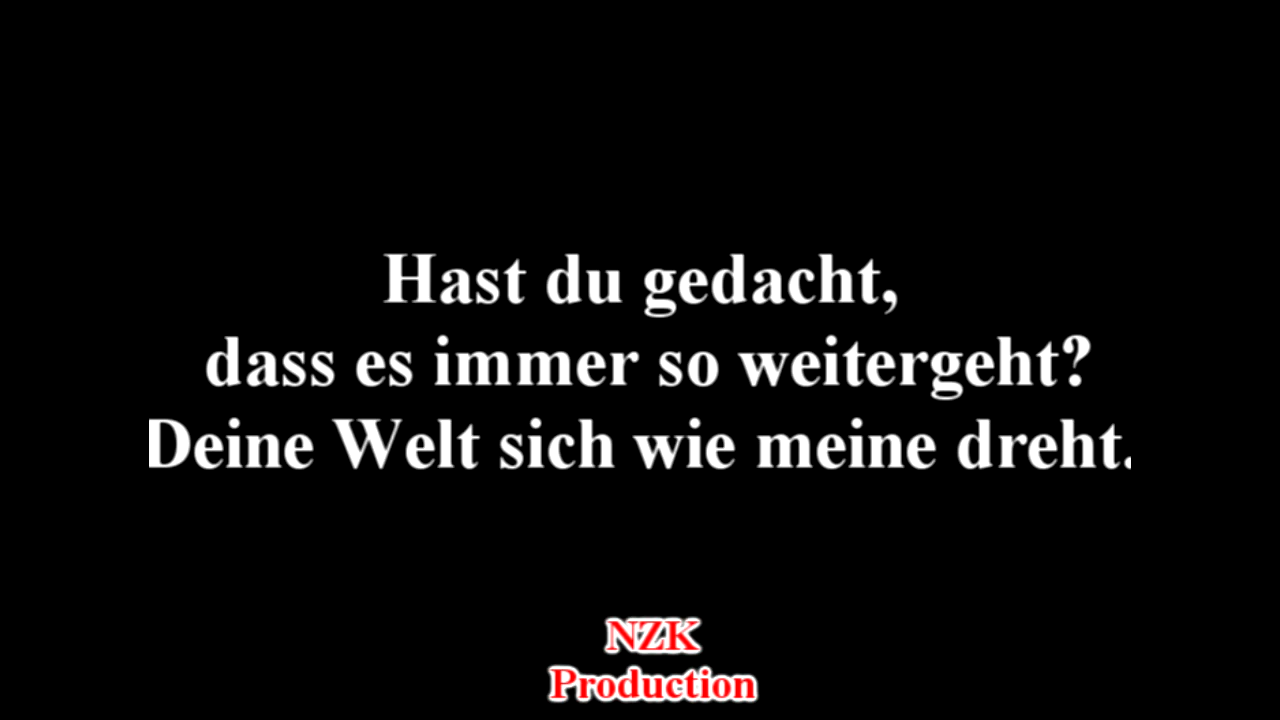 Hast du gedacht,
dass es immer so weitergeht?
Deine Welt sich wie meine dreht.
NZK
Production